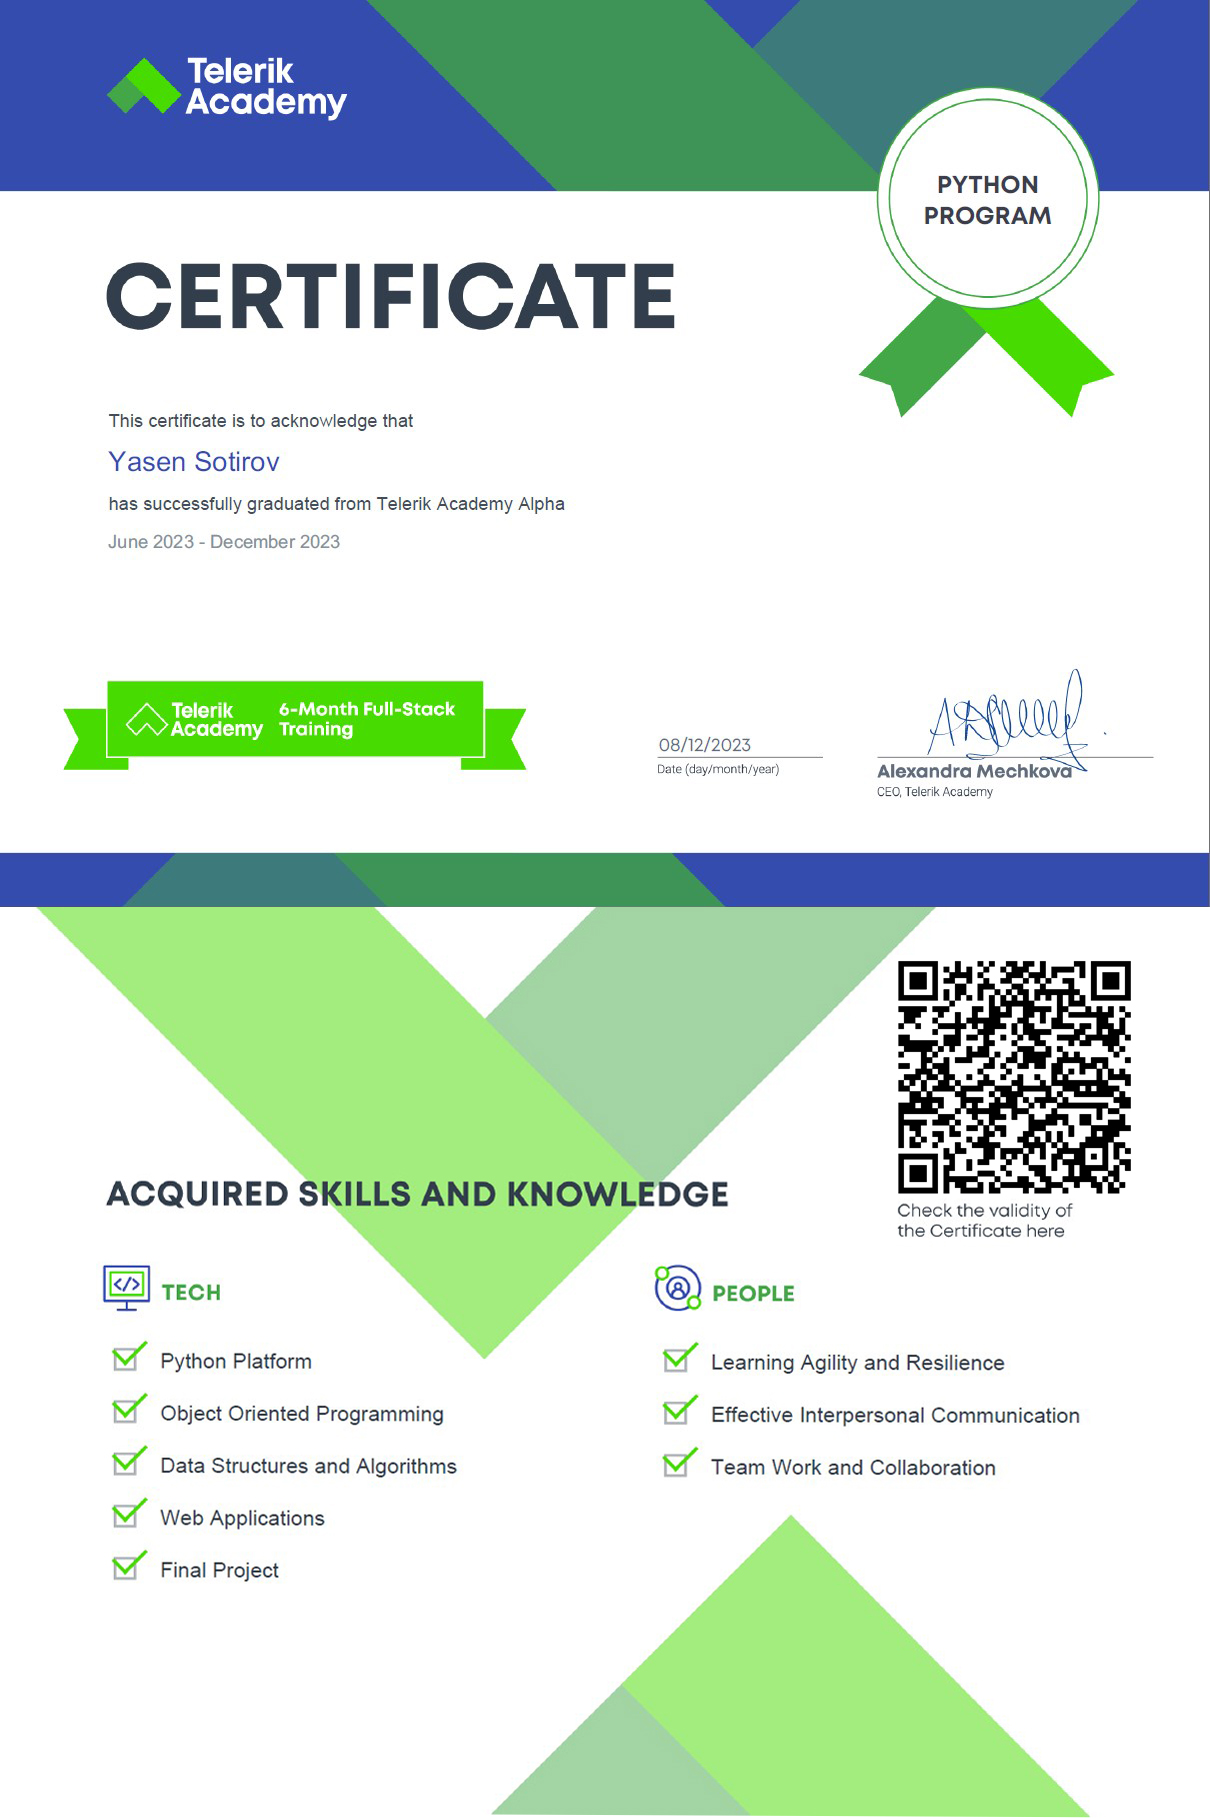 Telerik
Academy
PYTHON
PROGRAM
CERTIFICATE
This certificate is to acknowledge that
Yasen Sotirov
has successfully graduated from Telerik Academy Alpha
June 2023 - December 2023
Telerik
Academy
6-Month Full-Stack
Training
08/12/2023
Date (day/month/year)
Alexandra Mechkova
CEO, Telerik Academy
Check the validity of
the Certificate here
ACQUIRED SKILLS AND KNOWLEDGE
TECH
Python Platform
Object Oriented Programming
Data Structures and Algorithms
Web Applications
Final Project
PEOPLE
Learning Agility and Resilience
Effective Interpersonal Communication
Team Work and Collaboration